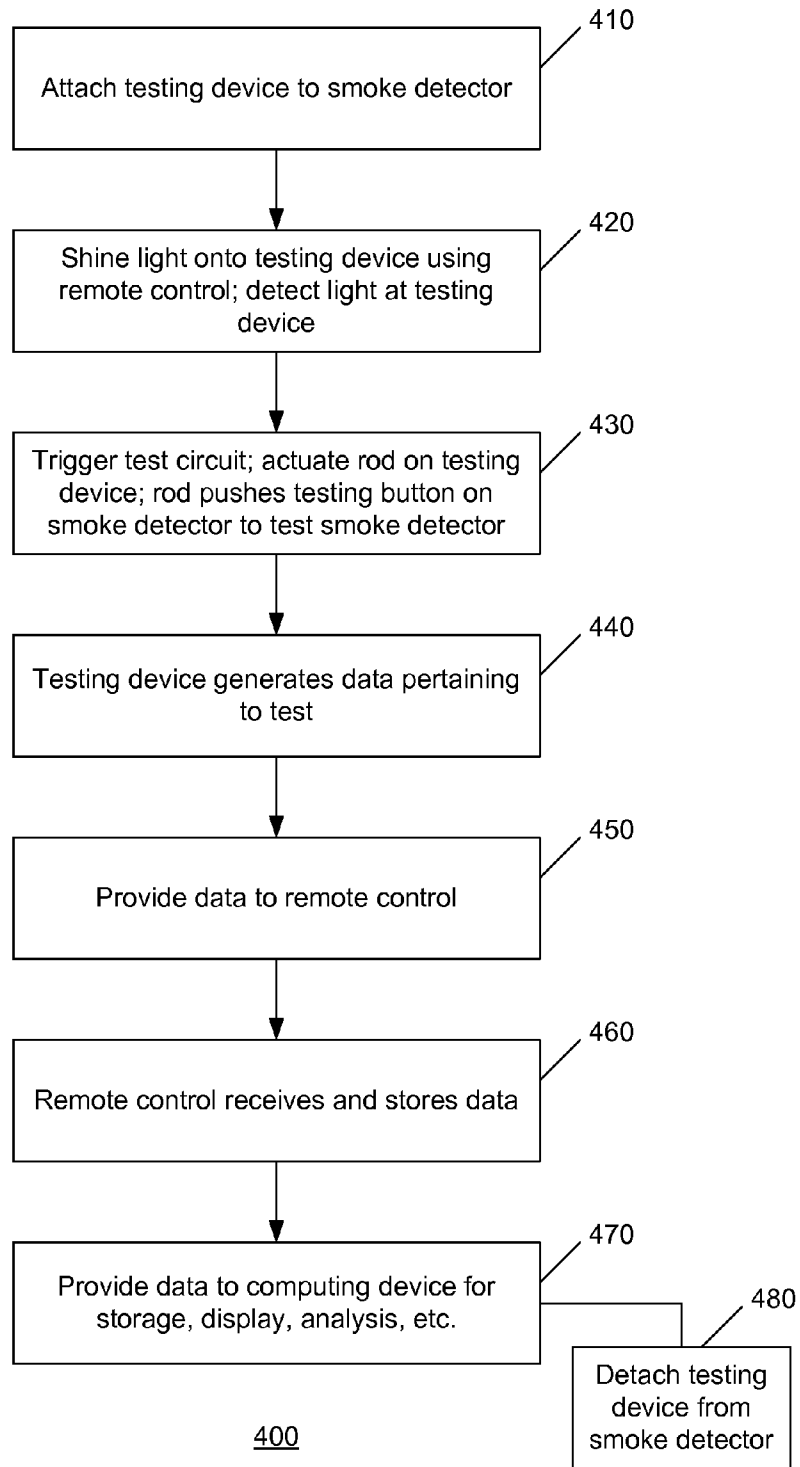 410
Attach testing device to smoke detector
420
Shine light onto testing device using
remote control; detect light at testing
device
430
Trigger test circuit; actuate rod on testing
device; rod pushes testing button on
smoke detector to test smoke detector
440
Testing device generates data pertaining
to test
450
Provide data to remote control
460
Remote control receives and stores data
470
Provide data to computing device for
storage, display, analysis, etc.
480
Detach testing
device from
smoke detector
400